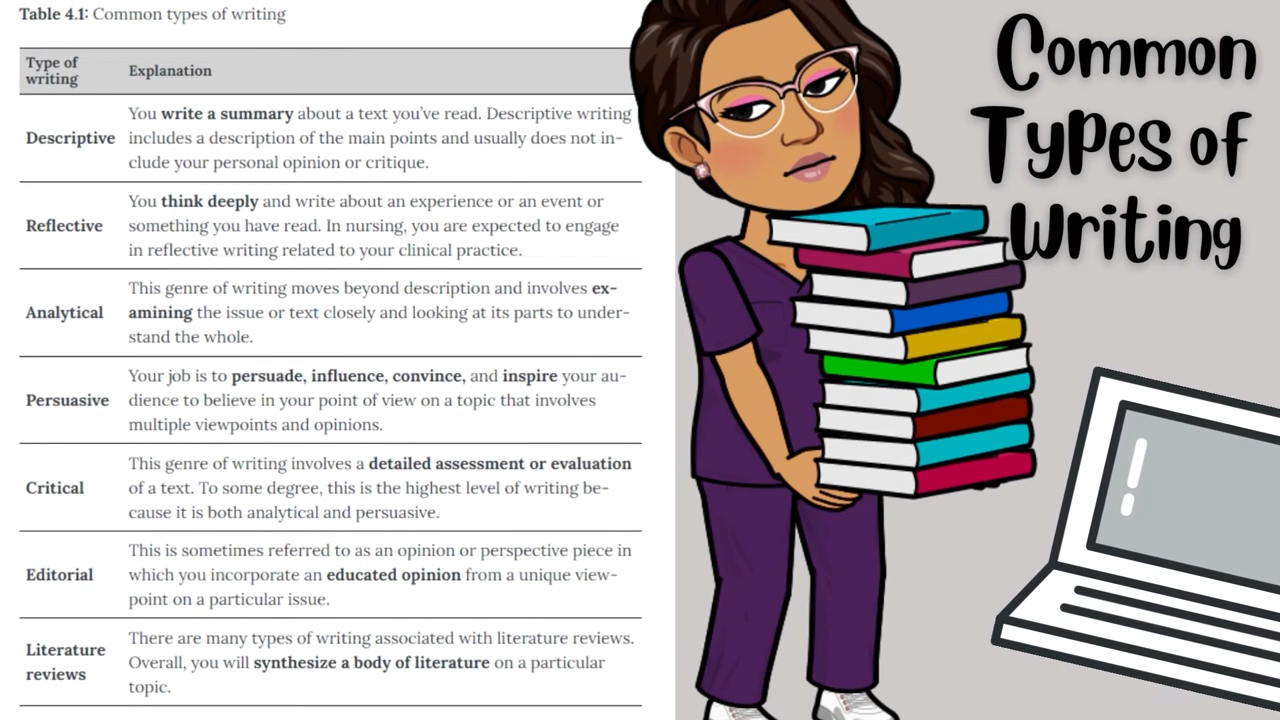 Table 4.1: Common types of writing
Type of
writing
Explanation
Descriptive
You write a summary about a text you've read. Descriptive writing
includes a description of the main points and usually does not in-
clude your personal opinion or critique.
Reflective
You think deeply and write about an experience or an event or
something you have read. In nursing, you are expected to engage
in reflective writing related to your clinical practice.
Analytical
This genre of writing moves beyond description and involves ex-
amining the issue or text closely and looking at its parts to under-
stand the whole.
Persuasive
Your job is to persuade, influence, convince, and inspire your au-
dience to believe in your point of view on a topic that involves
multiple viewpoints and opinions.
Critical
This genre of writing involves a detailed assessment or evaluation
of a text. To some degree, this is the highest level of writing be-
cause it is both analytical and persuasive.
Editorial
This is sometimes referred to as an opinion or perspective piece in
which you incorporate an educated opinion from a unique view-
point on a particular issue.
Literature
reviews
There are many types of writing associated with literature reviews.
Overall, you will synthesize a body of literature on a particular
topic.
Common
Types of
Writing